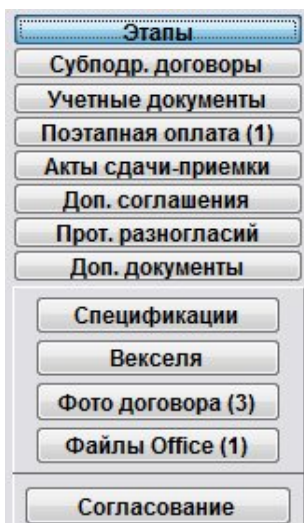 Этапы
Субподр. договоры
Учетные документы
Поэтапная оплата (1)
Акты сдачи-приемки
Доп. соглашения
Прот. разногласий
Доп. документы
Спецификации
Векселя
Фото договора (3)
Файлы Office (1)
Согласование